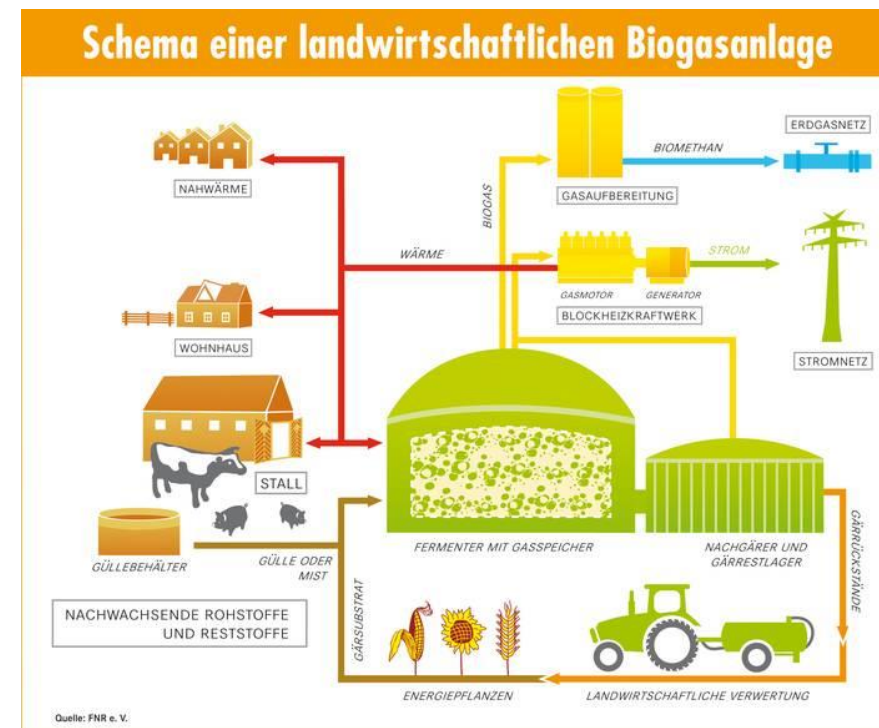 Schema einer landwirtschaftlichen Biogasanlage
ERDGASNETZ
BIOMETHAN
NAHWÄRME
GASAUFBEREITUNG
BIOGAS
WÄRME
STROM
GASMOTOR
GENERATOR
BLOCKHEIZKRAFTWERK
WOHNHAUS
STROMNETZ
STALL
GÜLLEBEHÄLTER
GÜLLE ODER
MIST
FERMENTER MIT GASSPEICHER
NACHGÄRER UND
GÄRRESTLAGER
GÄRRÜCKSTÄNDE
NACHWACHSENDE ROHSTOFFE
UND RESTSTOFFE
GÄRSUBSTRAT
ENERGIEPFLANZEN
LANDWIRTSCHAFTLICHE VERWERTUNG
Quelle: FNR e. V.